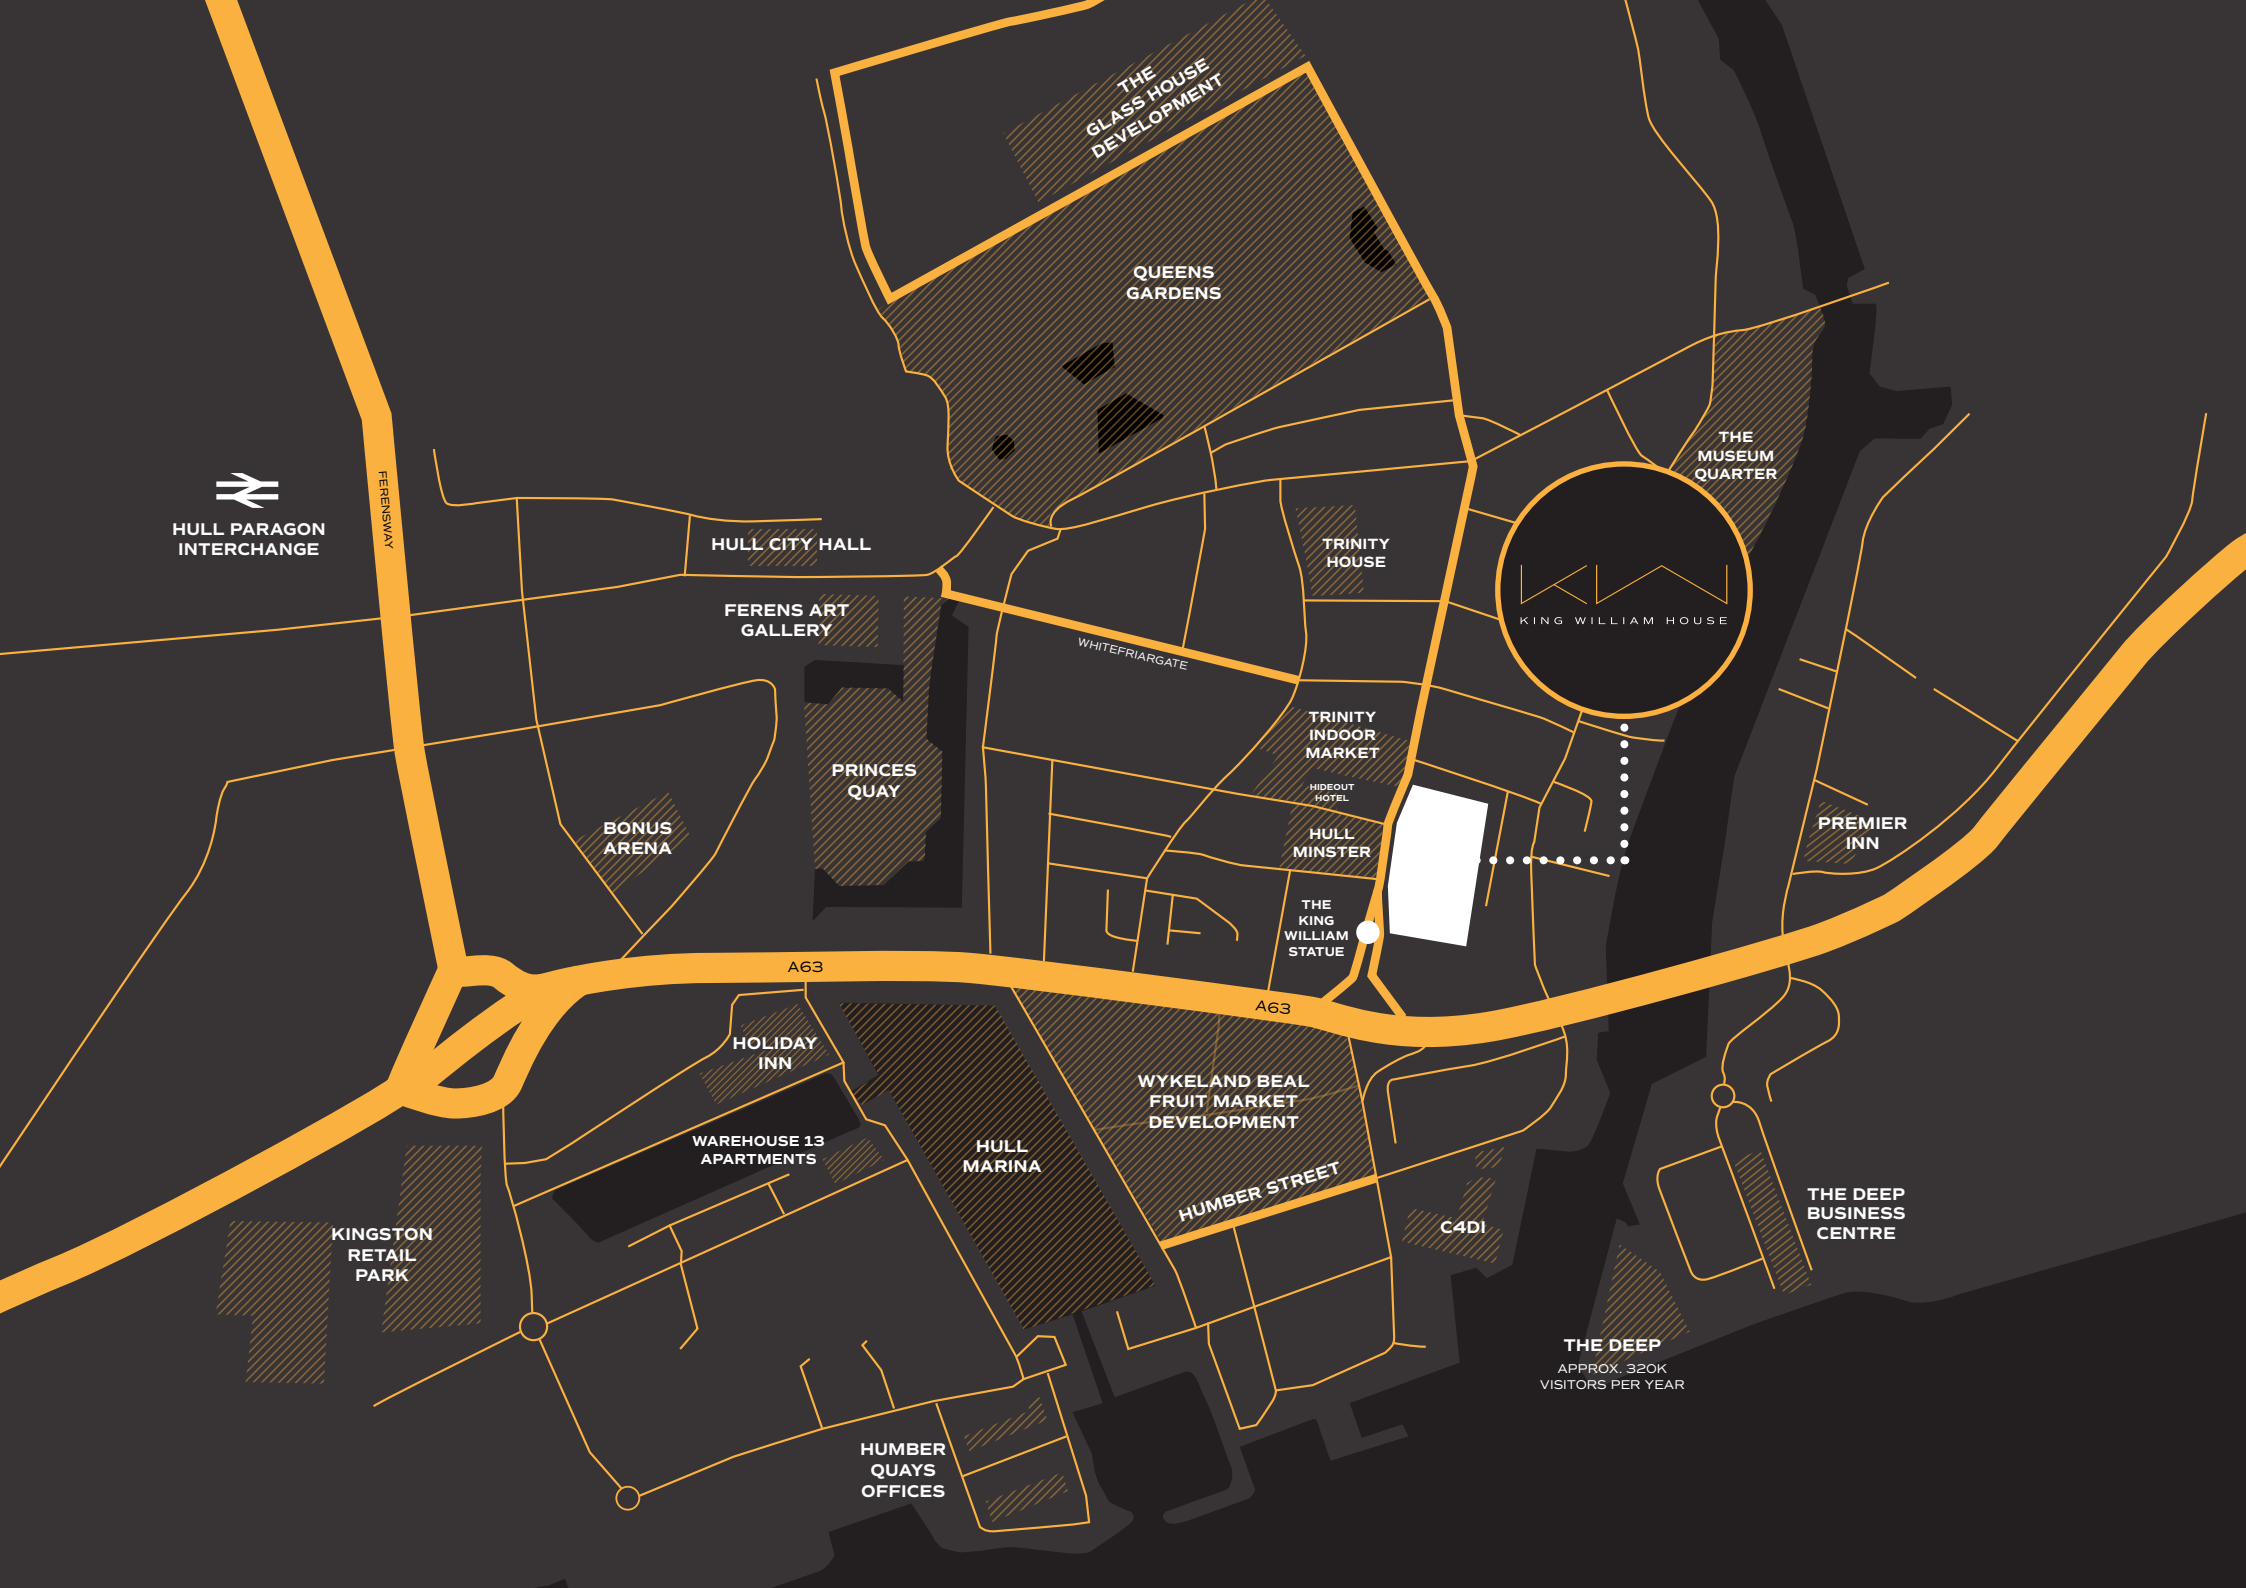 THE
GLASS HOUSE
DEVELOPMENT
QUEENS
GARDENS
THE
MUSEUM
QUARTER
FERENSWAY
HULL PARAGON
INTERCHANGE
HULL CITY HALL
TRINITY
HOUSE
FERENS ART
GALLERY
KW
KING WILLIAM HOUSE
WHITEFRIARGATE
TRINITY
INDOOR
MARKET
PRINCES
QUAY
HIDEOUT
HOTEL
BONUS
ARENA
HULL
MINSTER
PREMIER
INN
THE
KING
WILLIAM
STATUE
A63
A63
HOLIDAY
INN
WYKELAND BEAL
FRUIT MARKET
DEVELOPMENT
WAREHOUSE 13
APARTMENTS
HULL
MARINA
HUMBER STREET
THE DEEP
BUSINESS
CENTRE
C4DI
KINGSTON
RETAIL
PARK
THE DEEP
APPROX. 320K
VISITORS PER YEAR
HUMBER
QUAYS
OFFICES